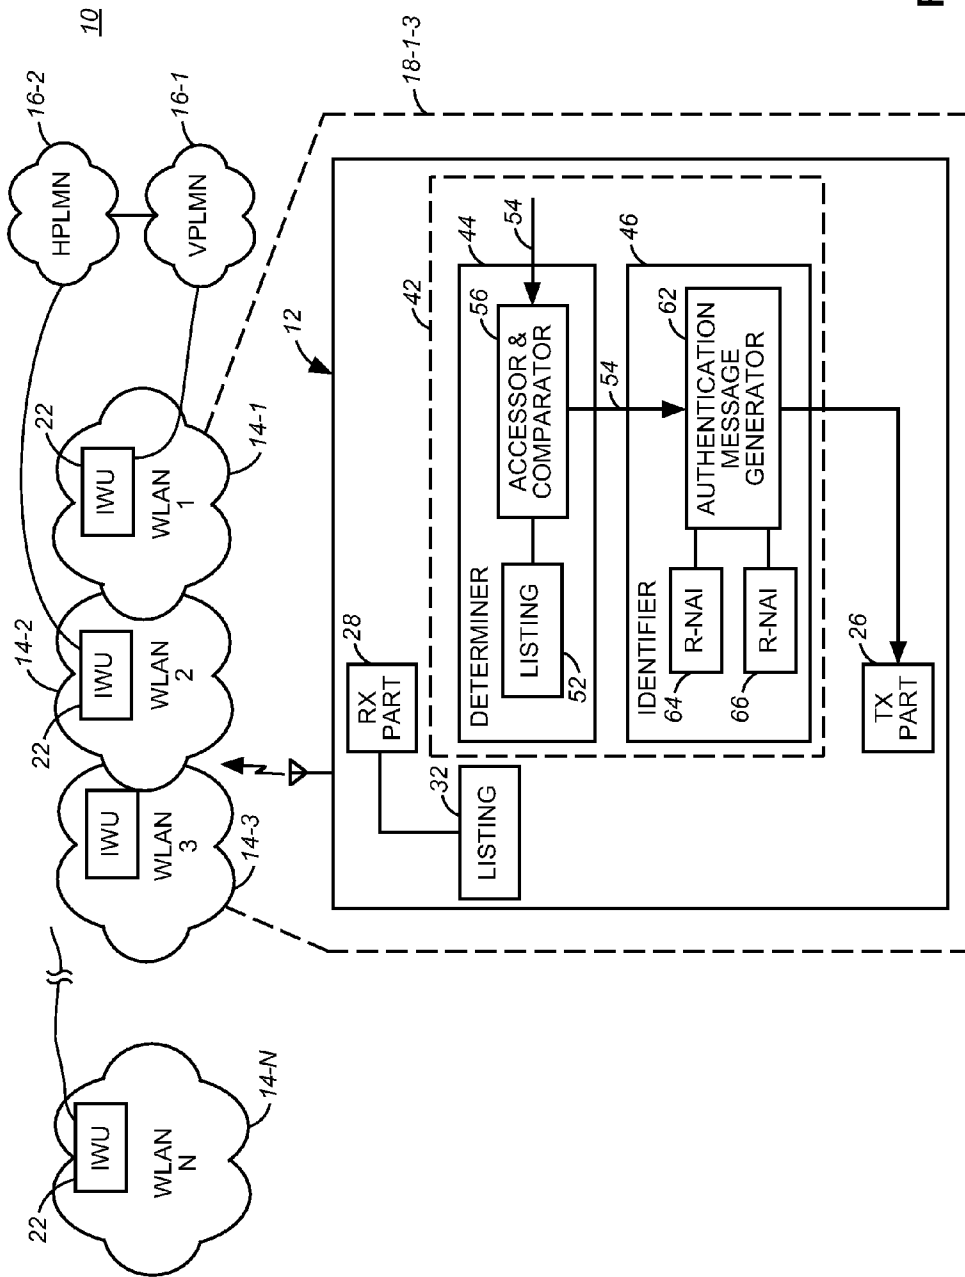 10
HPLMN
16-2
VPLMN
16-1
22
IWU
WLAN
1
14-1
14-2
22
IWU
WLAN
2
IWU
WLAN
3
14-3
22
IWU
WLAN
N
14-N
12
18-1-3
RX
PART
28
LISTING
32
42
DETERMINER
44
LISTING
52
ACCESSOR &
COMPARATOR
56
54
54
IDENTIFIER
46
R-NAI
64
R-NAI
66
AUTHENTICATION
MESSAGE
GENERATOR
62
TX
PART
26